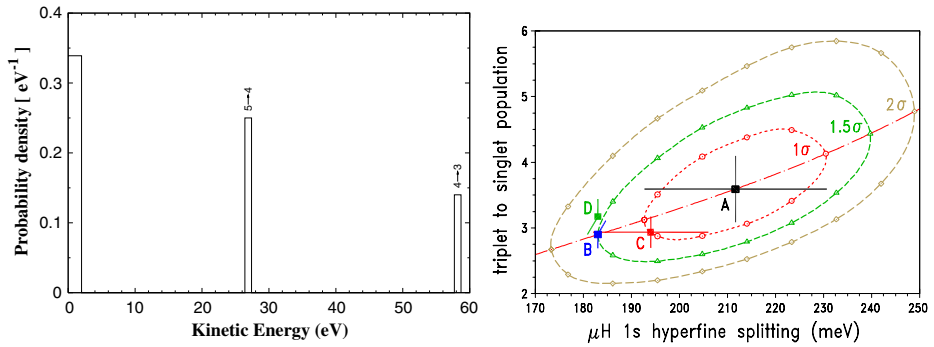 0.4
0.3
0.2
0.1
0
0 10 20 30 40 50 60
Probability density [ eV⁻¹ ]
Kinetic Energy (eV)
5→4
4→3
6
5
4
3
2
170 180 190 200 210 220 230 240 250
triplet to singlet population
μH 1s hyperfine splitting (meV)
2σ
1.5σ
1σ
A
D
B
C